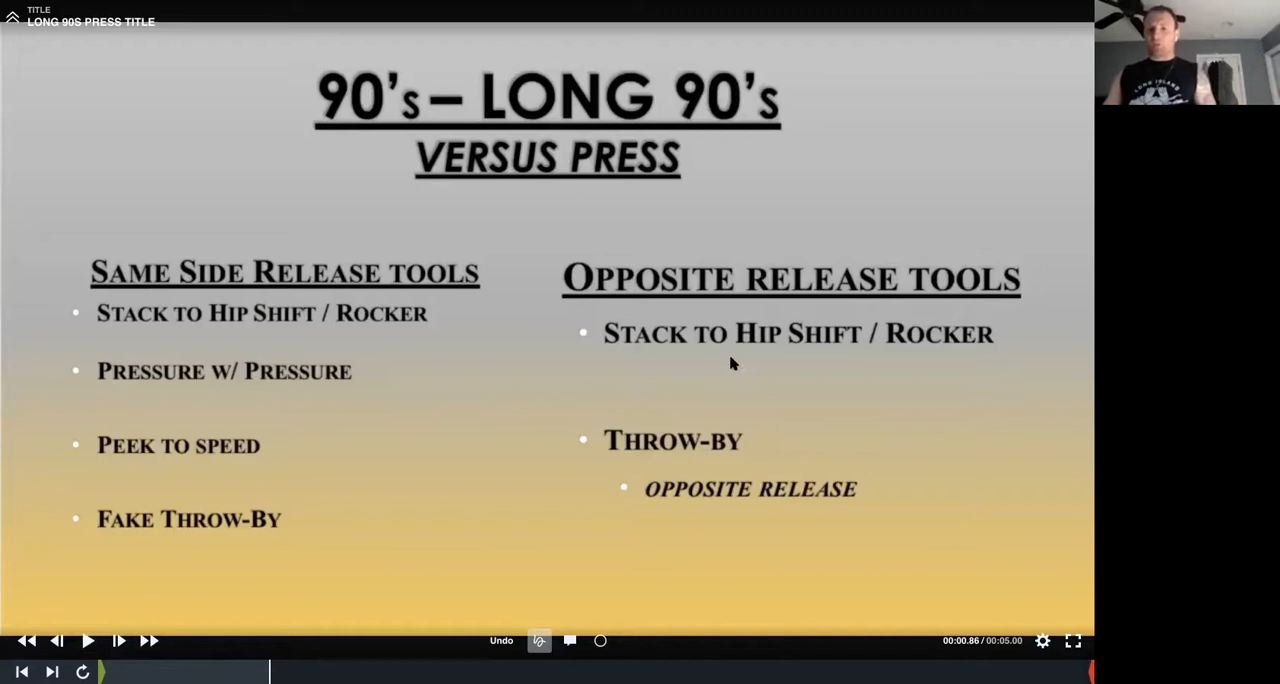 TITLE
LONG 90S PRESS TITLE
90's – LONG 90's
VERSUS PRESS
SAME SIDE RELEASE TOOLS
• STACK TO HIP SHIFT / ROCKER
• PRESSURE W/ PRESSURE
• PEEK TO SPEED
• FAKE THROW-BY
OPPOSITE RELEASE TOOLS
• STACK TO HIP SHIFT / ROCKER
• THROW-BY
• OPPOSITE RELEASE
LONG ISLAND
Undo
00:00.86 / 00:05.00